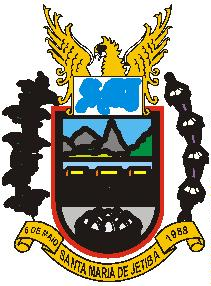 6 DE MAIO
SANTA MARIA DE JETIBÁ
1988